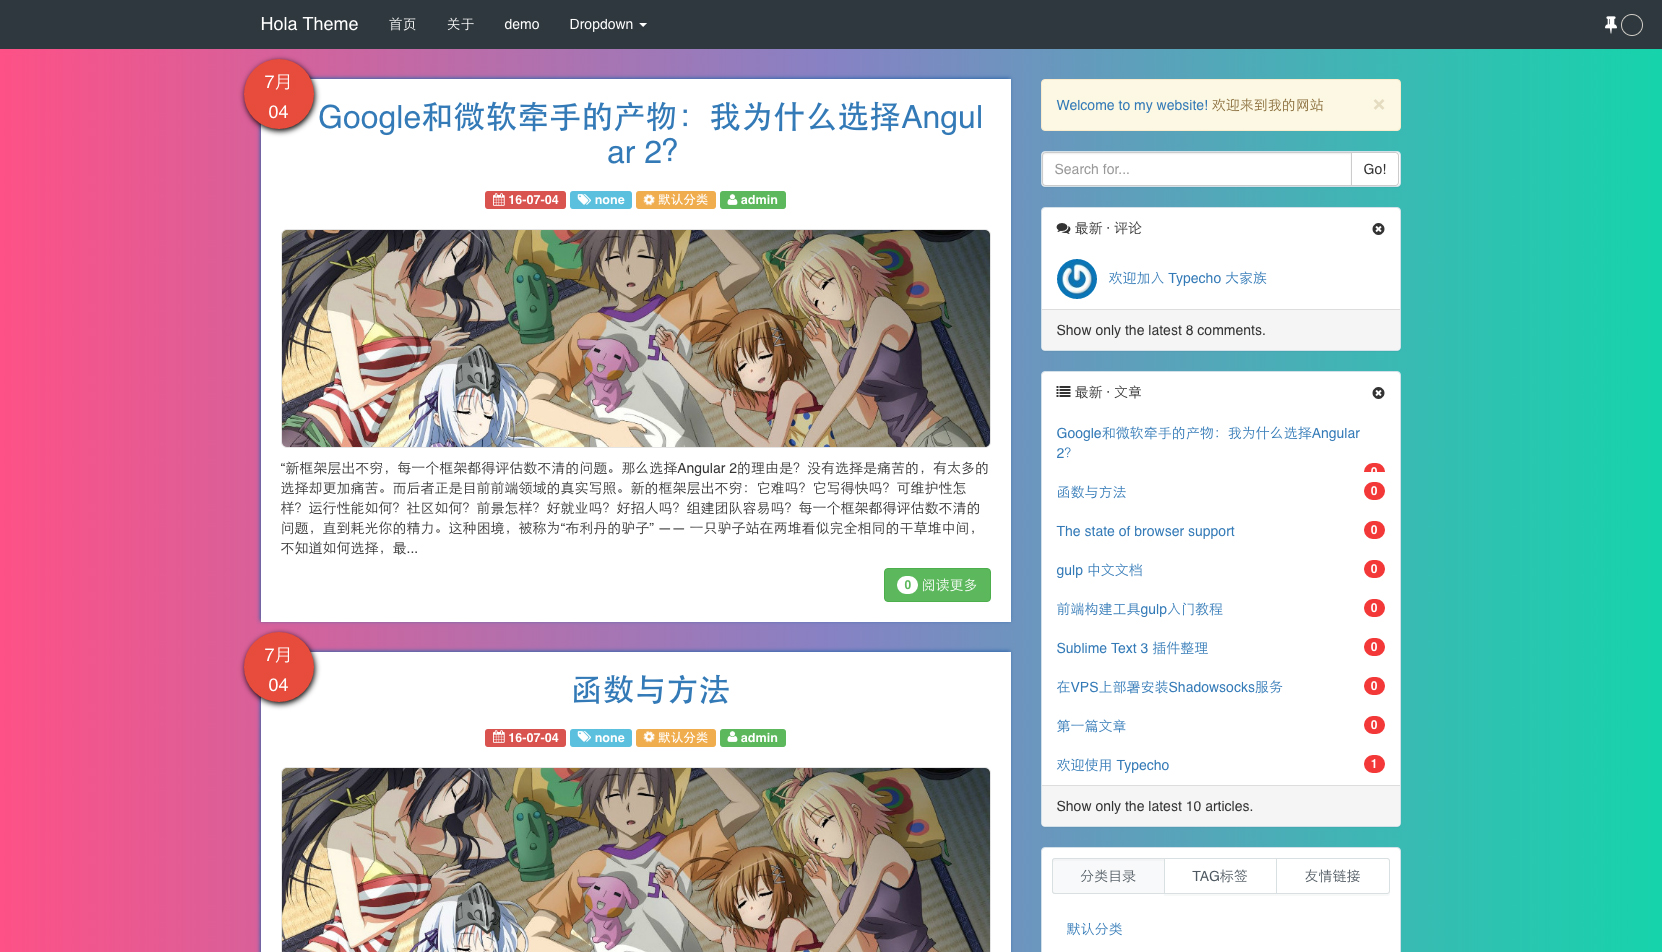 Hola Theme
首页
关于
demo
Dropdown
7月
04
Google和微软牵手的产物：我为什么选择Angul
ar 2？
16-07-04 none 默认分类 admin
“新框架层出不穷，每一个框架都得评估数不清的问题。那么选择Angular 2的理由是？没有选择是痛苦的，有太多的
选择却更加痛苦。而后者正是目前前端领域的真实写照。新的框架层出不穷：它难吗？它写得快吗？可维护性怎
样？运行性能如何？社区如何？前景怎样？好就业吗？好招人吗？组建团队容易吗？每一个框架都得评估数不清的
问题，直到耗光你的精力。这种困境，被称为“布利丹的驴子” —— 一只驴子站在两堆看似完全相同的干草堆中间，
不知道如何选择，最...
0 阅读更多
7月
04
函数与方法
16-07-04 none 默认分类 admin
Welcome to my website! 欢迎来到我的网站 ×
Search for... Go!
最新 · 评论
欢迎加入 Typecho 大家族
Show only the latest 8 comments.
最新 · 文章
Google和微软牵手的产物：我为什么选择Angular
2？
函数与方法 0
The state of browser support 0
gulp 中文文档 0
前端构建工具gulp入门教程 0
Sublime Text 3 插件整理 0
在VPS上部署安装Shadowsocks服务 0
第一篇文章 0
欢迎使用 Typecho 1
Show only the latest 10 articles.
分类目录 TAG标签 友情链接
默认分类